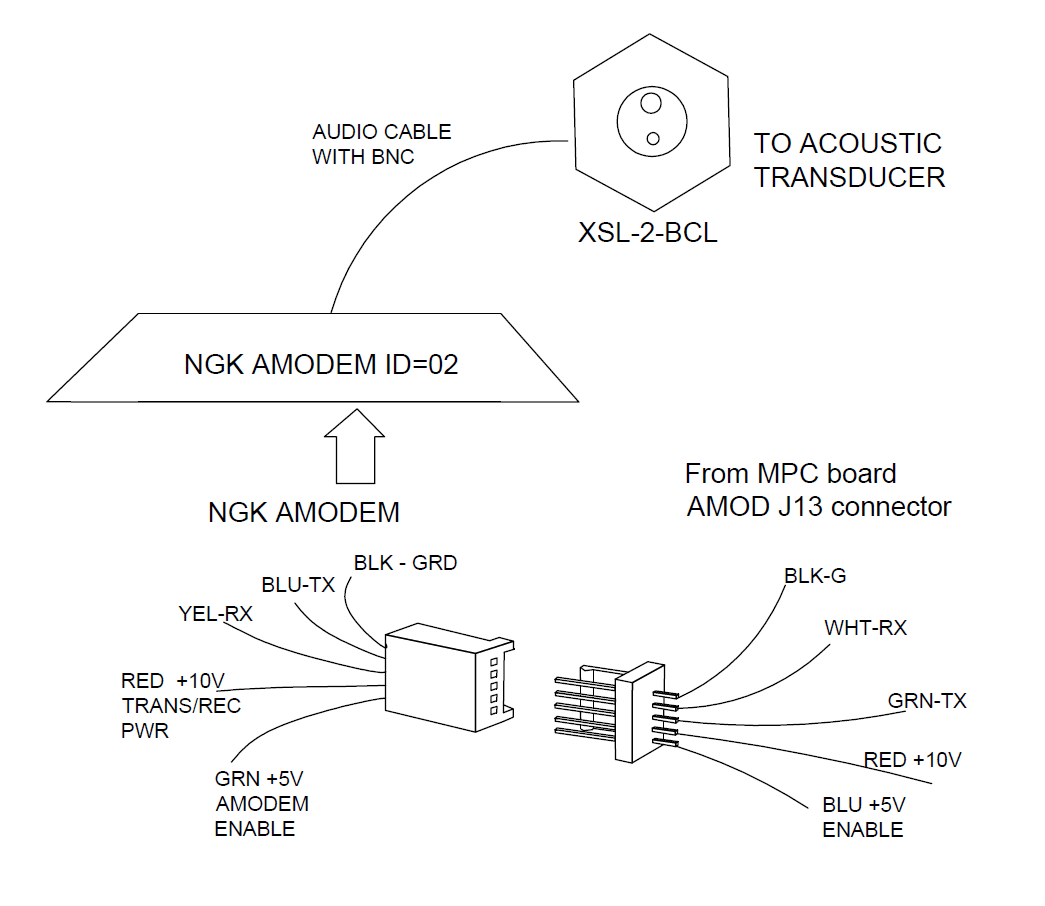 AUDIO CABLE
WITH BNC
TO ACOUSTIC
TRANSDUCER
XSL-2-BCL
NGK AMODEM ID=02
NGK AMODEM
From MPC board
AMOD J13 connector
BLK - GRD
BLU-TX
YEL-RX
RED +10V
TRANS/REC
PWR
GRN +5V
AMODEM
ENABLE
BLK-G
WHT-RX
GRN-TX
RED +10V
BLU +5V
ENABLE